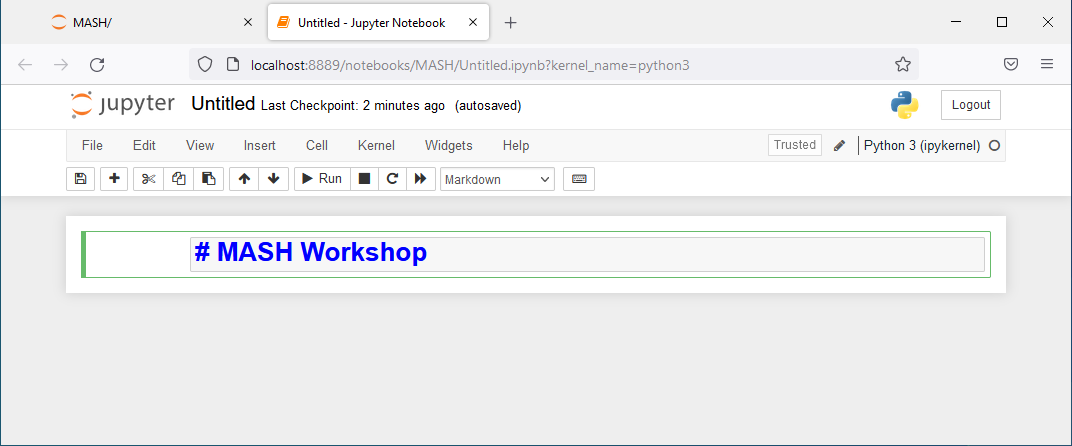 MASH/
Untitled - Jupyter Notebook
localhost:8889/notebooks/MASH/Untitled.ipynb?kernel_name=python3
jupyter Untitled Last Checkpoint: 2 minutes ago (autosaved) Logout
File Edit View Insert Cell Kernel Widgets Help Trusted Python 3 (ipykernel)
Run Markdown
# MASH Workshop